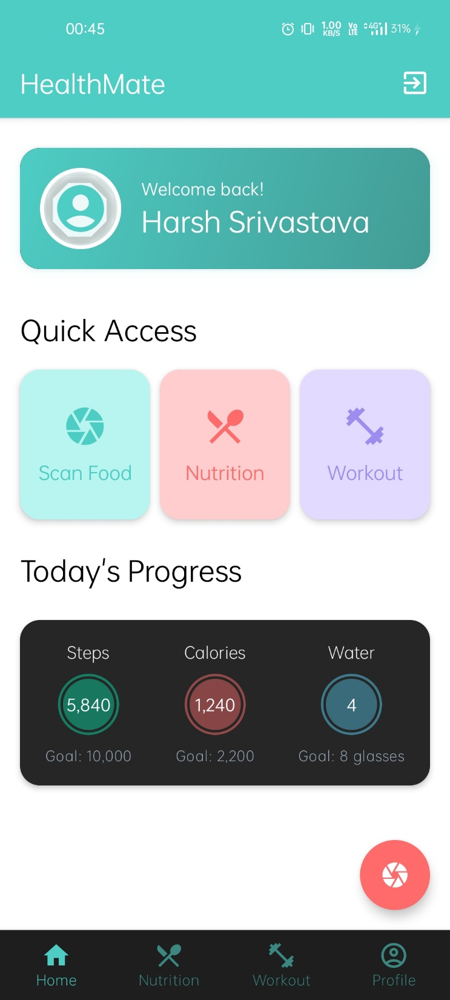 00:45
1.00 KB/S Vo LTE 4G+ 31%
HealthMate
Welcome back!
Harsh Srivastava
Quick Access
Scan Food Nutrition Workout
Today's Progress
Steps Calories Water
5,840 1,240 4
Goal: 10,000 Goal: 2,200 Goal: 8 glasses
Home Nutrition Workout Profile